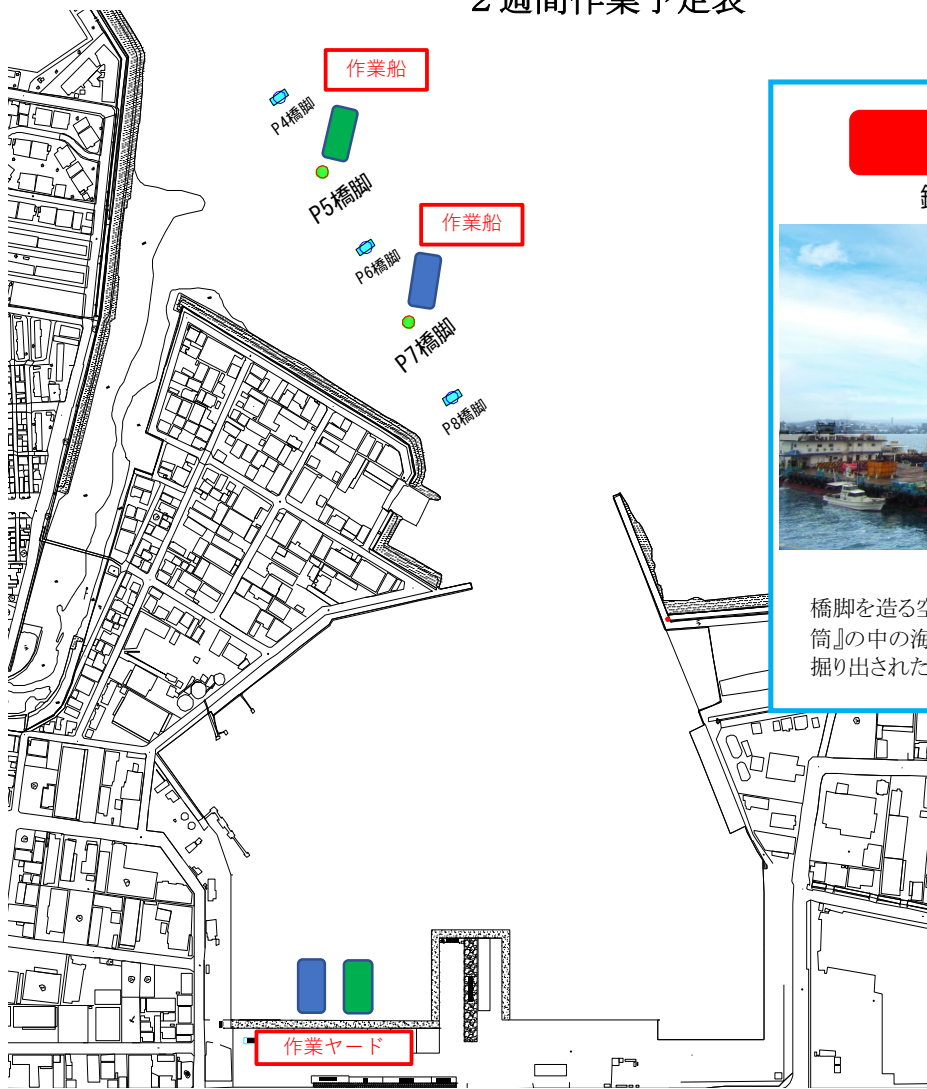 2週間作業予定表
作業船
P4橋脚
P5橋脚
作業船
P6橋脚
P7橋脚
P8橋脚
橋脚を造る空
筒』の中の海
掘り出された
作業ヤード